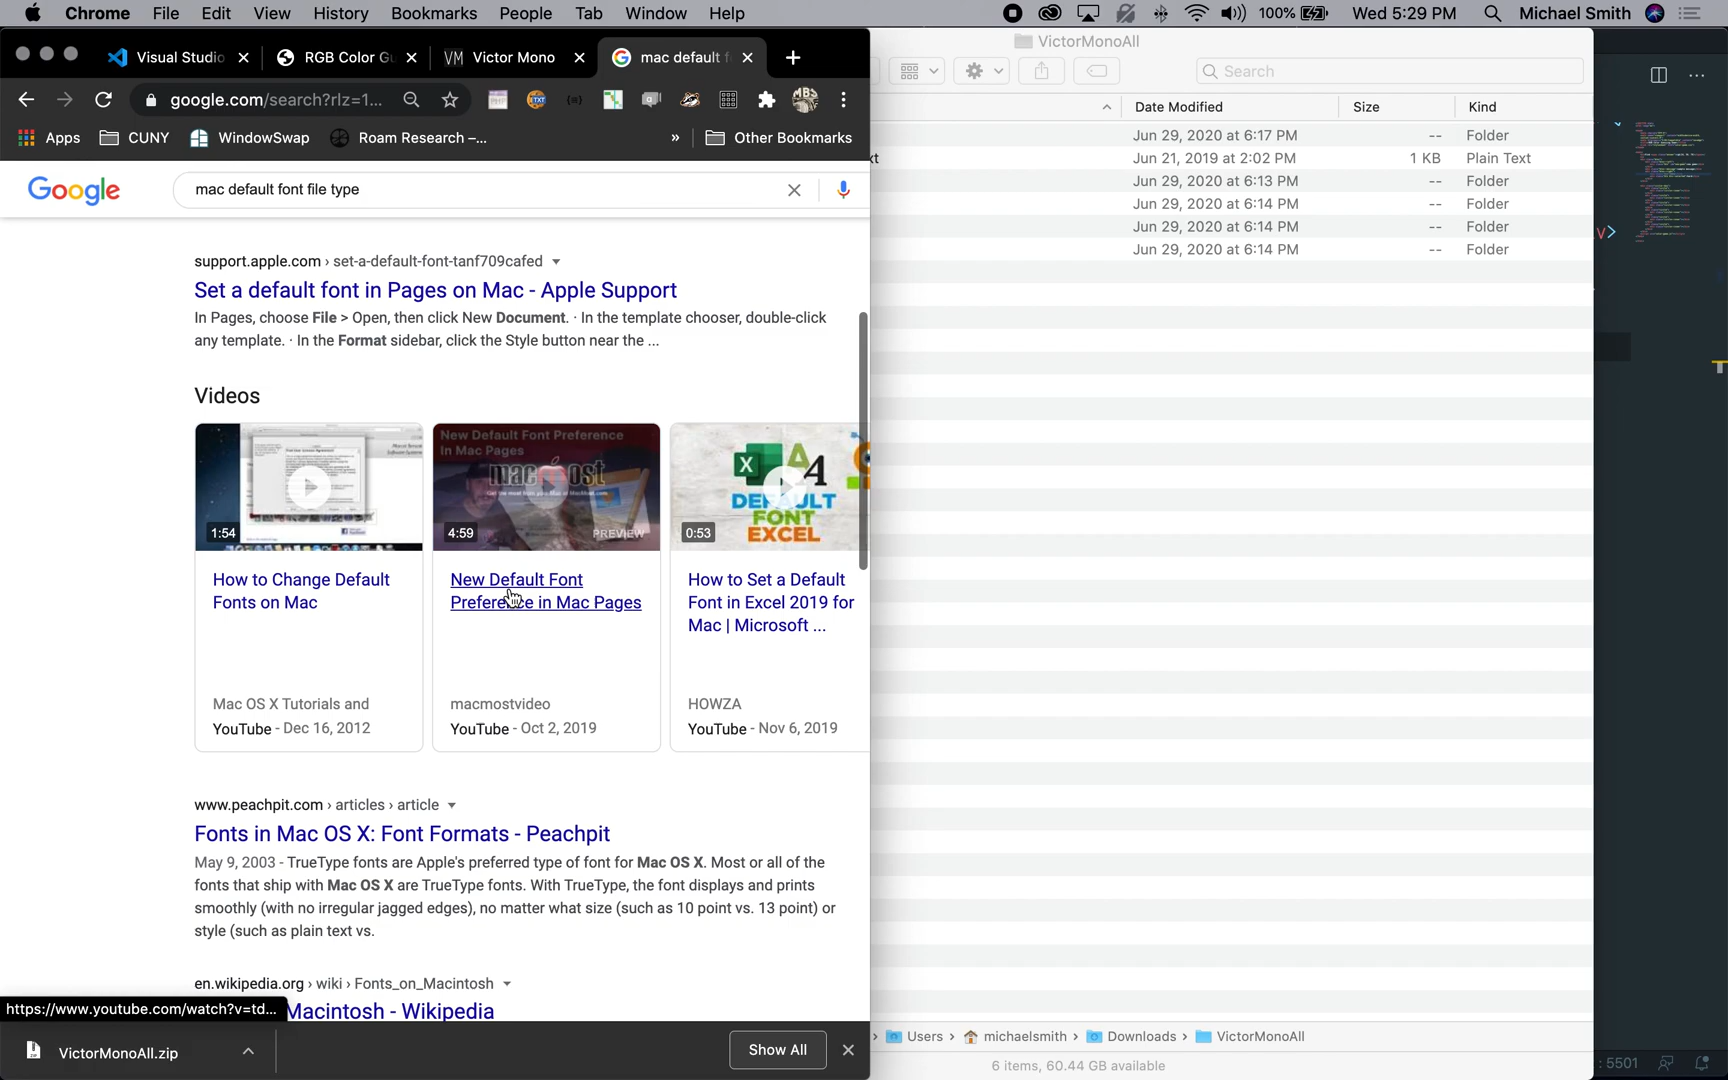 Chrome File Edit View History Bookmarks People Tab Window Help 100% Wed 5:29 PM Michael Smith
Visual Studio RGB Color G Victor Mono mac default f
VictorMonoAll
google.com/search?rlz=1...
Search
Apps CUNY WindowSwap Roam Research –... » Other Bookmarks
Date Modified Size Kind
Jun 29, 2020 at 6:17 PM -- Folder
Jun 21, 2019 at 2:02 PM 1 KB Plain Text
Jun 29, 2020 at 6:13 PM -- Folder
Jun 29, 2020 at 6:14 PM -- Folder
Jun 29, 2020 at 6:14 PM -- Folder
Jun 29, 2020 at 6:14 PM -- Folder
Google mac default font file type
support.apple.com › set-a-default-font-tanf709cafed
Set a default font in Pages on Mac - Apple Support
In Pages, choose File > Open, then click New Document. · In the template chooser, double-click
any template. · In the Format sidebar, click the Style button near the ...
Videos
New Default Font Preference
In Mac Pages
DEFAULT
FONT
EXCEL
1:54
4:59
PREVIEW
0:53
How to Change Default
Fonts on Mac
New Default Font
Preference in Mac Pages
How to Set a Default
Font in Excel 2019 for
Mac | Microsoft ...
Mac OS X Tutorials and
YouTube - Dec 16, 2012
macmostvideo
YouTube - Oct 2, 2019
HOWZA
YouTube - Nov 6, 2019
www.peachpit.com › articles › article
Fonts in Mac OS X: Font Formats - Peachpit
May 9, 2003 - TrueType fonts are Apple's preferred type of font for Mac OS X. Most or all of the
fonts that ship with Mac OS X are TrueType fonts. With TrueType, the font displays and prints
smoothly (with no irregular jagged edges), no matter what size (such as 10 point vs. 13 point) or
style (such as plain text vs.
en.wikipedia.org › wiki › Fonts_on_Macintosh
Macintosh - Wikipedia
https://www.youtube.com/watch?v=td...
VictorMonoAll.zip
Show All
› Users › michaelsmith › Downloads › VictorMonoAll
6 items, 60.44 GB available
: 5501